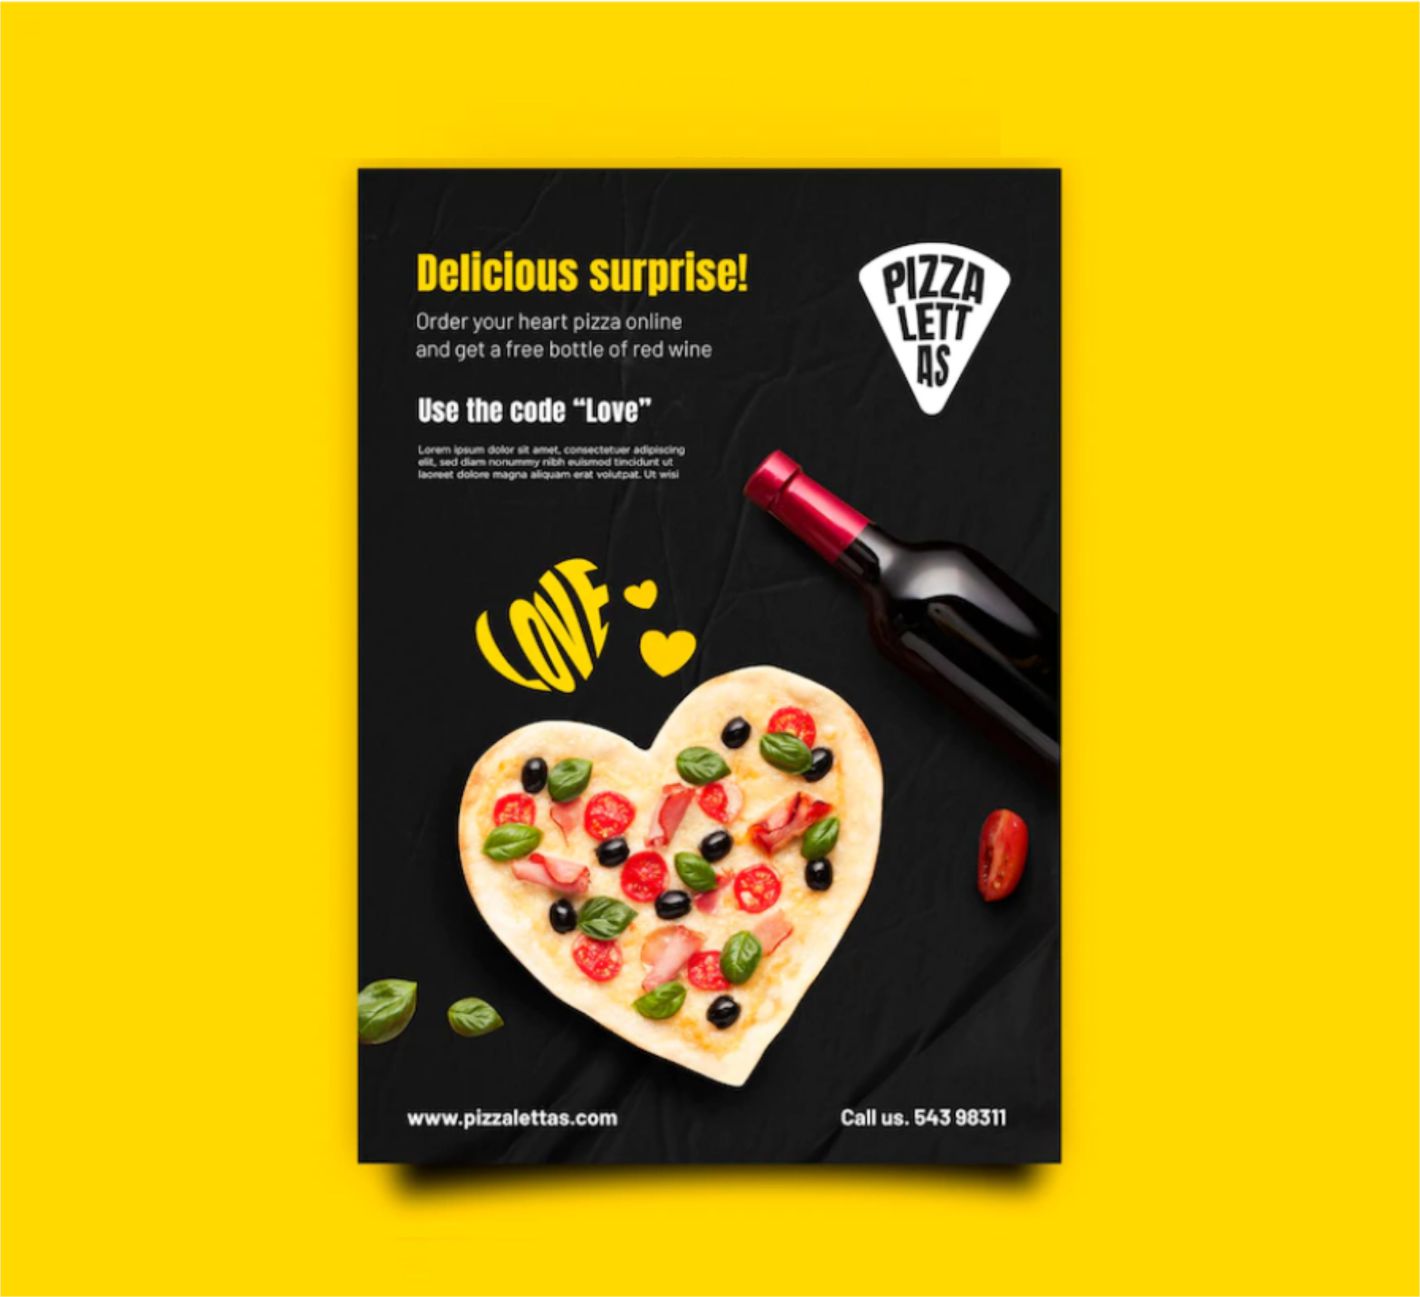 Delicious surprise!
Order your heart pizza online
and get a free bottle of red wine
PIZZA
LETT
AS
Use the code “Love”
Lorem ipsum dolor sit amet, consectetuer adipiscing
elit, sed diam nonummy nibh euismod tincidunt ut
laoreet dolore magna aliquam erat volutpat. Ut wisi
LOVE
www.pizzalettas.com
Call us. 543 98311